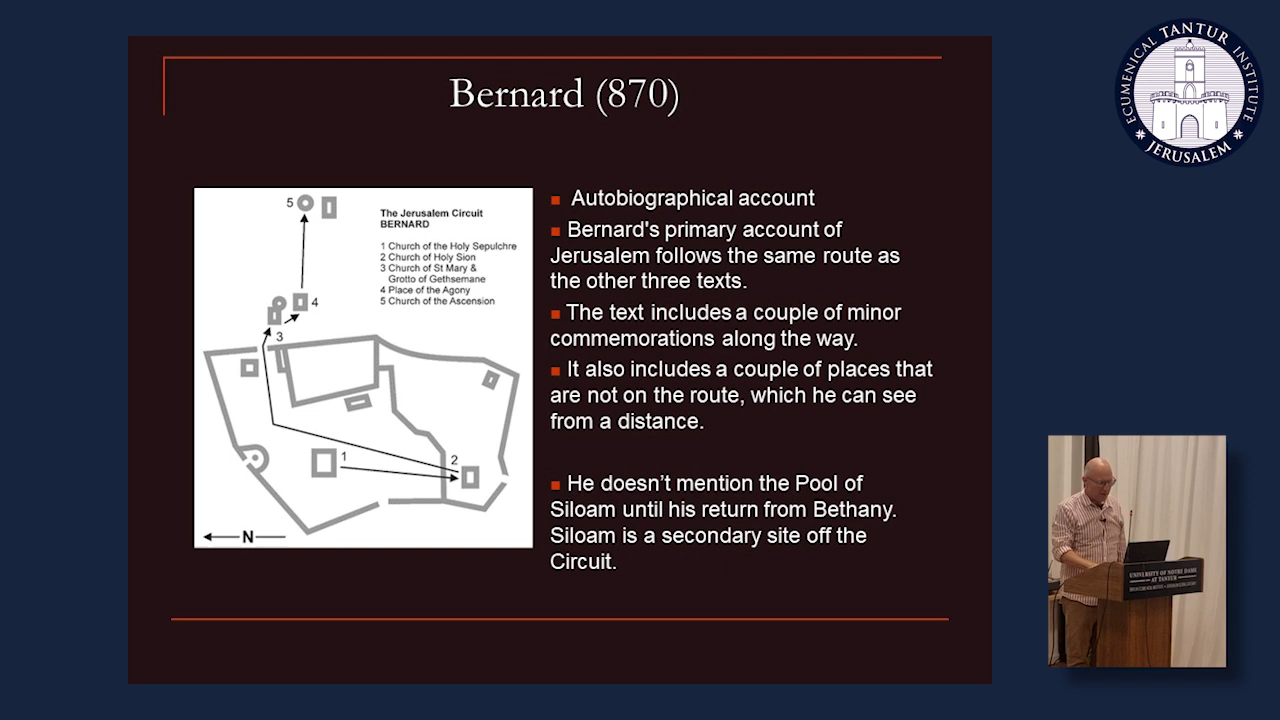 Bernard (870)
5
The Jerusalem Circuit
BERNARD
1 Church of the Holy Sepulchre
2 Church of Holy Sion
3 Church of St Mary &
Grotto of Gethsemane
4 Place of the Agony
5 Church of the Ascension
4
3
1
2
N
■ Autobiographical account
■ Bernard's primary account of
Jerusalem follows the same route as
the other three texts.
■ The text includes a couple of minor
commemorations along the way.
■ It also includes a couple of places that
are not on the route, which he can see
from a distance.
■ He doesn’t mention the Pool of
Siloam until his return from Bethany.
Siloam is a secondary site off the
Circuit.
ECUMENICAL TANTUR INSTITUTE
JERUSALEM
UNIVERSITY OF NOTRE DAME
AT TANTUR